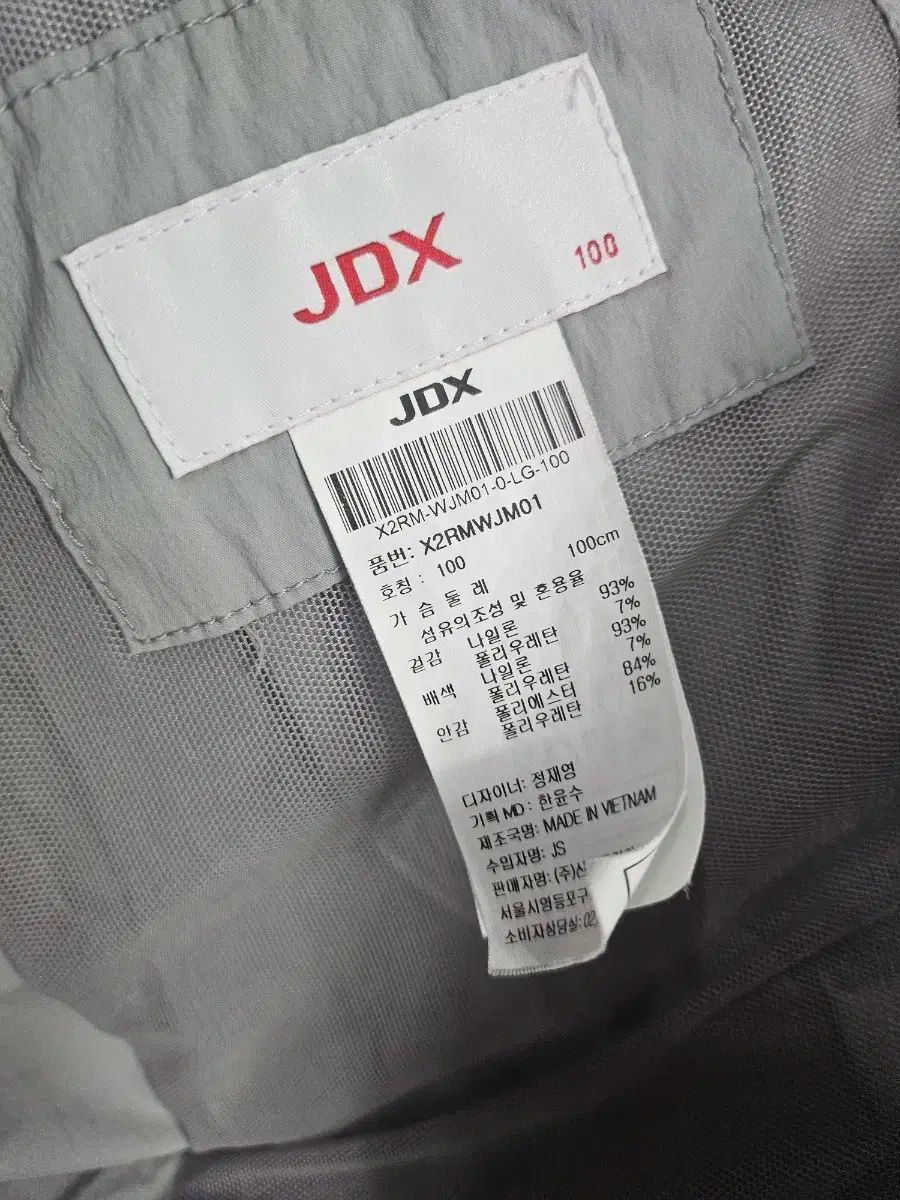 JDX
100
JDX
X2RM-WJM01-0-LG-100
품번: X2RMWJM01
호칭 : 100
가 슴 둘 레 100cm
섬유의조성 및 혼용율
겉감 나일론 93%
폴리우레탄 7%
배색 나일론 93%
폴리우레탄 7%
안감 폴리에스터 84%
폴리우레탄 16%
디자이너: 정재영
기획 MD : 한윤수
제조국명: MADE IN VIETNAM
수입자명: JS
판매자명: (주)신
서울시영등포구
소비자상담실: 02